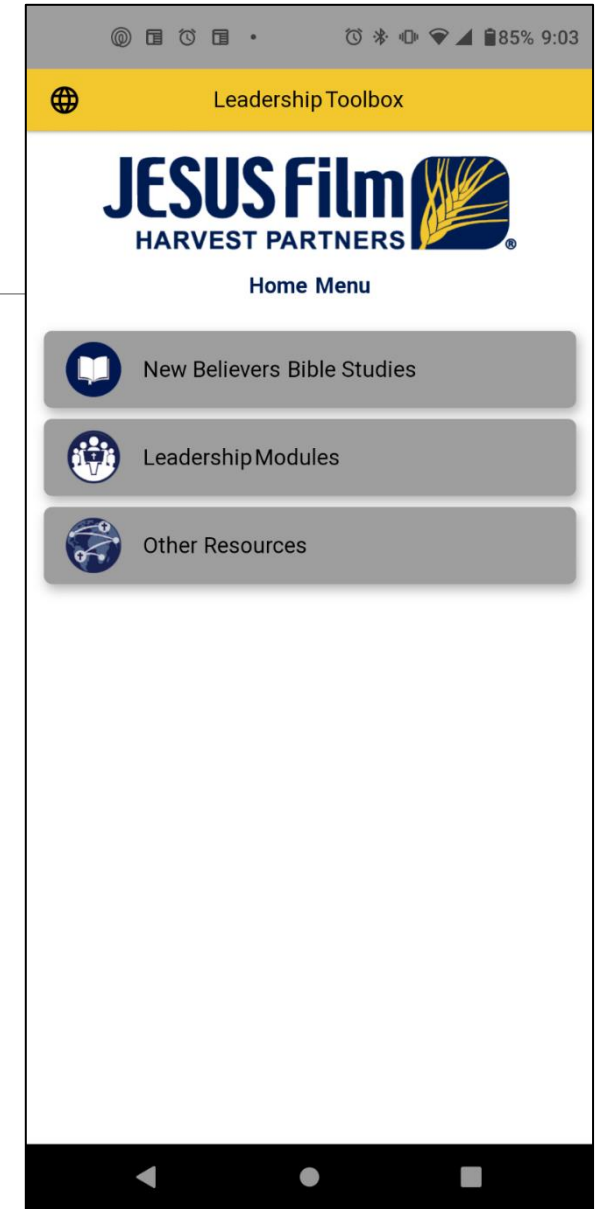 85% 9:03
Leadership Toolbox
JESUS Film
HARVEST PARTNERS ®
Home Menu
New Believers Bible Studies
Leadership Modules
Other Resources